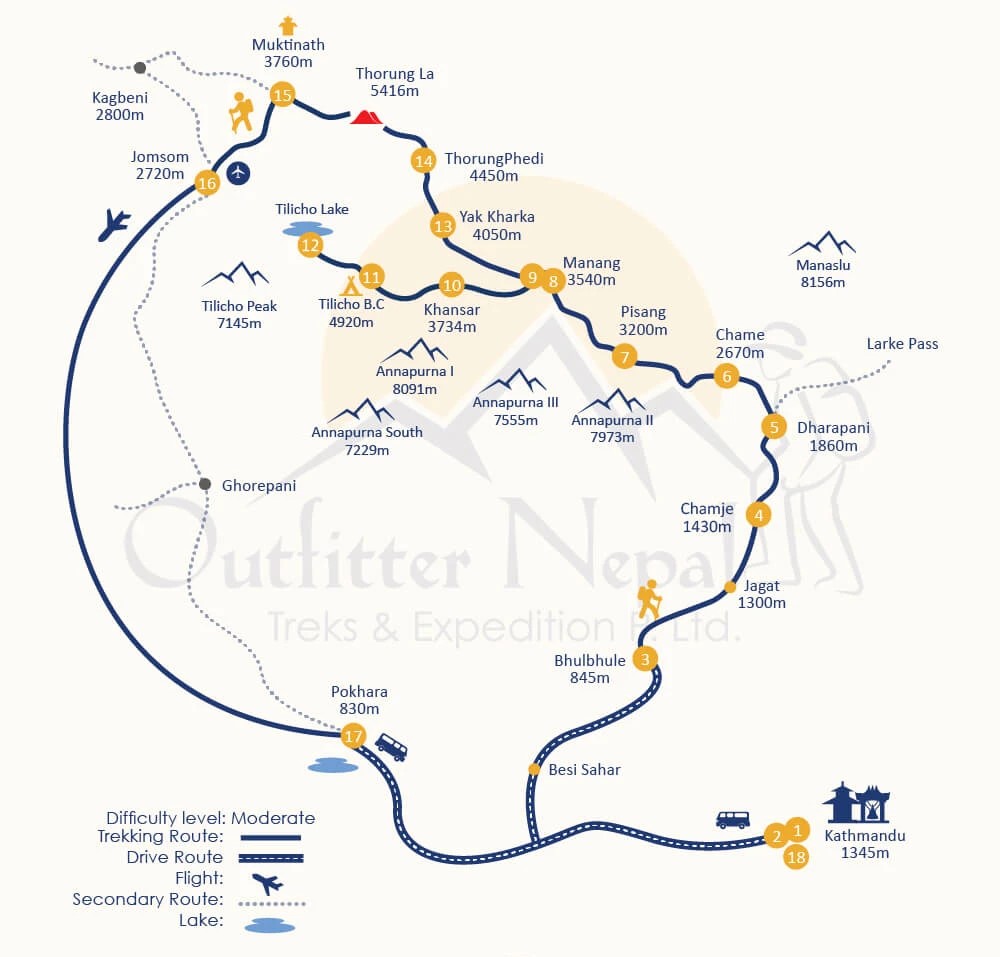 Muktinath
3760m
15
Thorung La
5416m
Kagbeni
2800m
Jomsom
2720m
16
14
ThorungPhedi
4450m
Tilicho Lake
12
13
Yak Kharka
4050m
Manaslu
8156m
11
Tilicho B.C
4920m
10
Khansar
3734m
9
8
Manang
3540m
Tilicho Peak
7145m
Pisang
3200m
7
Chame
2670m
6
Larke Pass
Annapurna I
8091m
Annapurna III
7555m
Annapurna II
7973m
Annapurna South
7229m
5
Dharapani
1860m
Ghorepani
Chamje
1430m
4
Outfitter Nepal
Treks & Expedition P. Ltd.
Jagat
1300m
Bhulbhule
845m
3
Pokhara
830m
17
Besi Sahar
2
1
18
Kathmandu
1345m
Difficulty level: Moderate
Trekking Route:
Drive Route
Flight:
Secondary Route:
Lake: